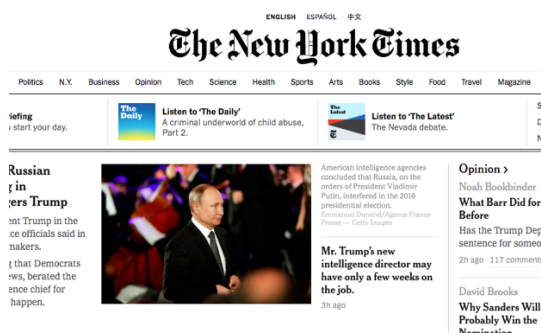 ENGLISH ESPAÑOL 中文
The New York Times
Politics N.Y. Business Opinion Tech Science Health Sports Arts Books Style Food Travel Magazine
The Daily
Listen to 'The Daily'
A criminal underworld of child abuse,
Part 2.
The Latest
Listen to 'The Latest'
The Nevada debate.
iefing
start your day.
S
D
N
Russian
g in
gers Trump
ent Trump in the
ce officials said in
makers.
g that Democrats
ews, berated the
ence chief for
happen.
American intelligence agencies
concluded that Russia, on the
orders of President Vladimir
Putin, interfered in the 2016
presidential election.
Emmanuel Dunand/Agence France-
Presse — Getty Images
Mr. Trump's new
intelligence director may
have only a few weeks on
the job.
3h ago
Opinion >
Noah Bookbinder
What Barr Did for
Before
Has the Trump Dep
sentence for someo
2h ago 117 comment
David Brooks
Why Sanders Will
Probably Win the
Nomination